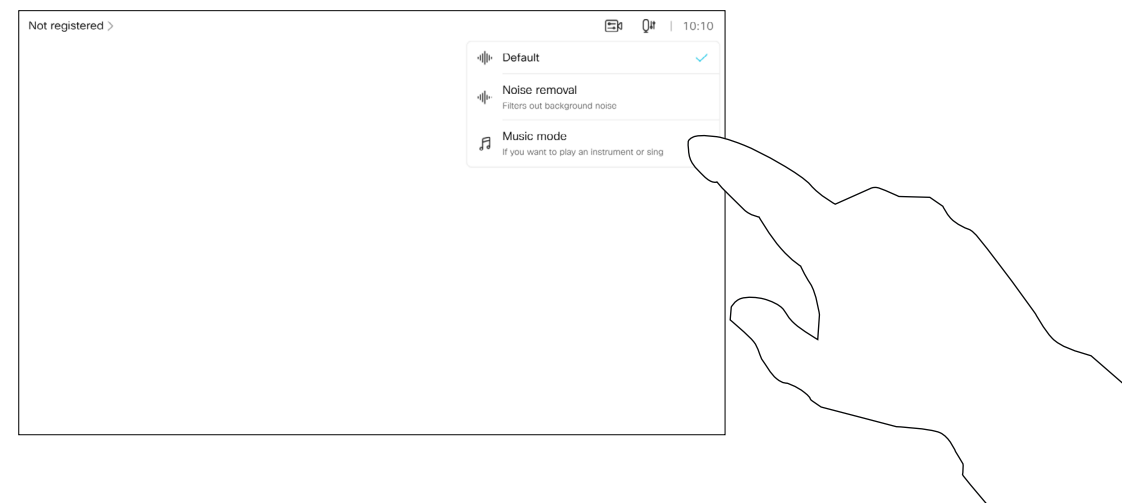 Not registered >
10:10
Default
Noise removal
Filters out background noise
Music mode
If you want to play an instrument or sing